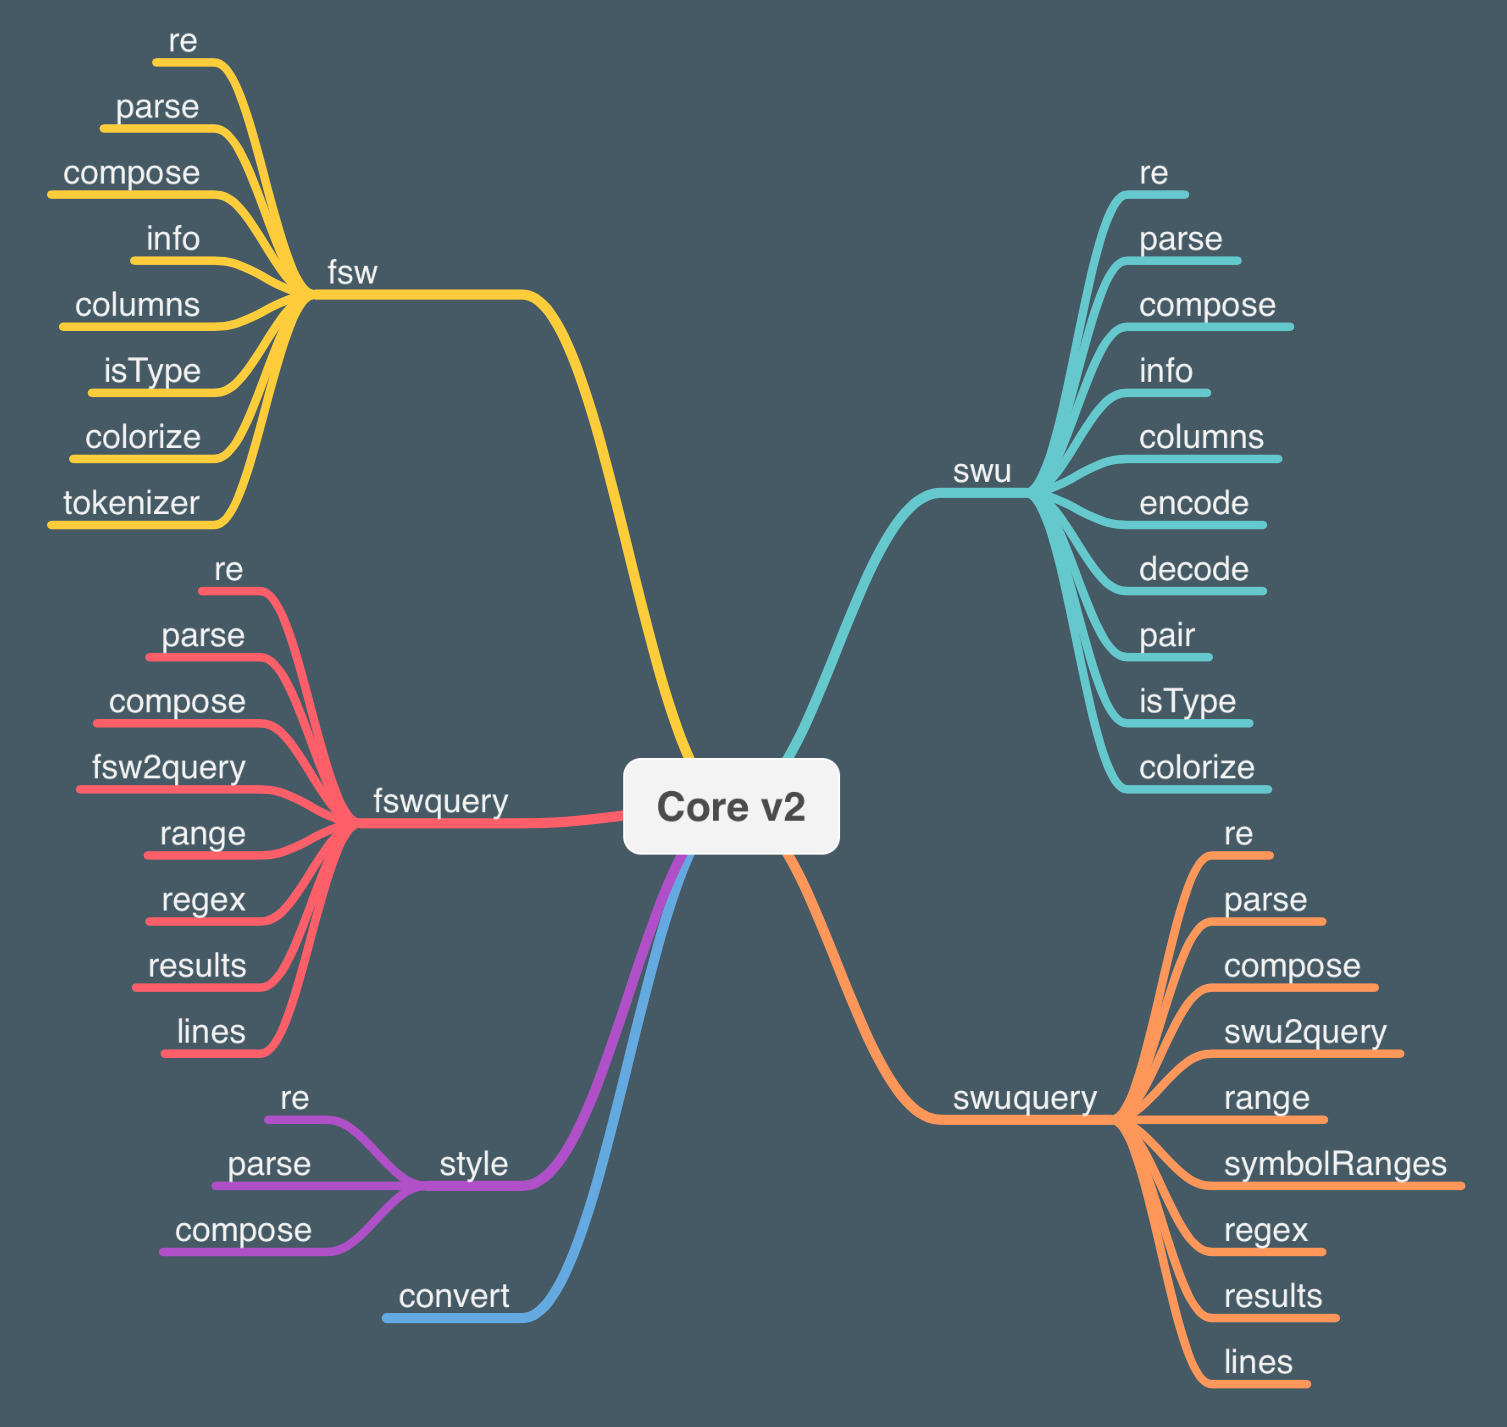 Core v2
fsw
re
parse
compose
info
columns
isType
colorize
tokenizer
fswquery
re
parse
compose
fsw2query
range
regex
results
lines
style
re
parse
compose
convert
swu
re
parse
compose
info
columns
encode
decode
pair
isType
colorize
swuquery
re
parse
compose
swu2query
range
symbolRanges
regex
results
lines